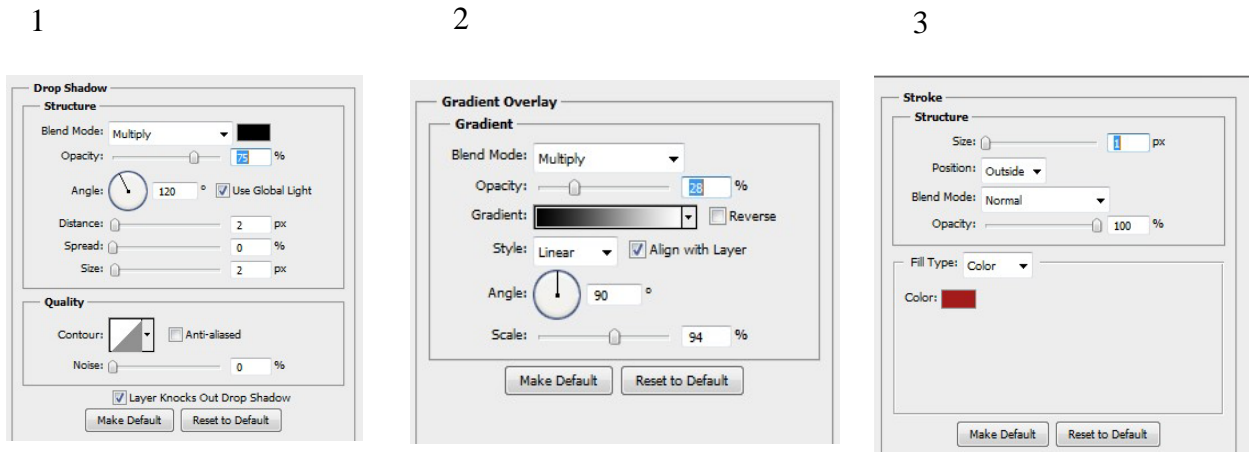 1
2
3
Drop Shadow
Structure
Blend Mode: Multiply
Opacity: 75 %
Angle: 120 ° Use Global Light
Distance: 2 px
Spread: 0 %
Size: 2 px
Quality
Contour: Anti-aliased
Noise: 0 %
Layer Knocks Out Drop Shadow
Make Default Reset to Default
Gradient Overlay
Gradient
Blend Mode: Multiply
Opacity: 28 %
Gradient: Reverse
Style: Linear Align with Layer
Angle: 90 °
Scale: 94 %
Make Default Reset to Default
Stroke
Structure
Size: 1 px
Position: Outside
Blend Mode: Normal
Opacity: 100 %
Fill Type: Color
Color:
Make Default Reset to Default